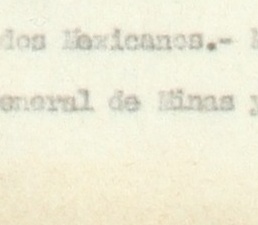 dos Mexicanos.-
eneral de Minas y